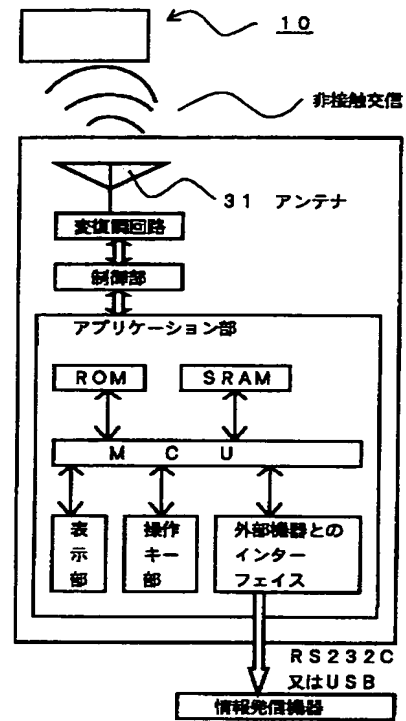 10
非接触交信
31 アンテナ
変復調回路
制御部
アプリケーション部
ROM
SRAM
MCU
表示部
操作キー部
外部機器との
インター
フェイス
RS232C
又はUSB
情報発信機器